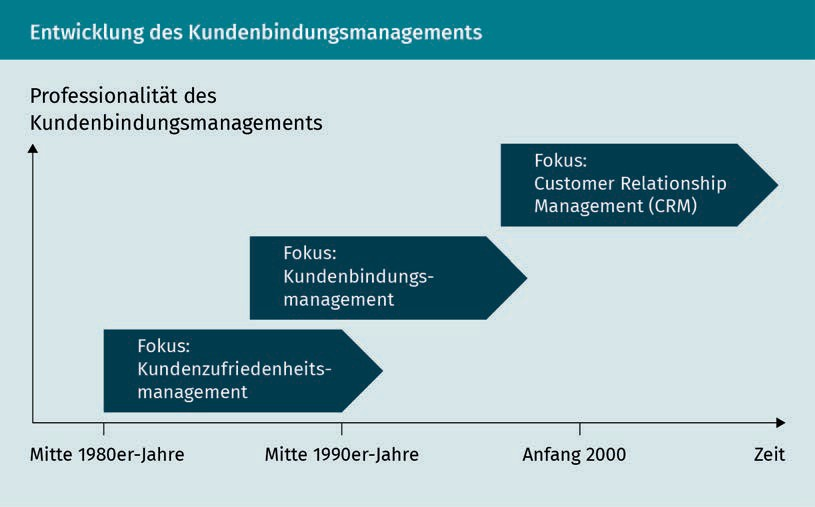 Entwicklung des Kundenbindungsmanagements
Professionalität des
Kundenbindungsmanagements
Fokus:
Customer Relationship
Management (CRM)
Fokus:
Kundenbindungs-
management
Fokus:
Kundenzufriedenheits-
management
Mitte 1980er-Jahre
Mitte 1990er-Jahre
Anfang 2000
Zeit